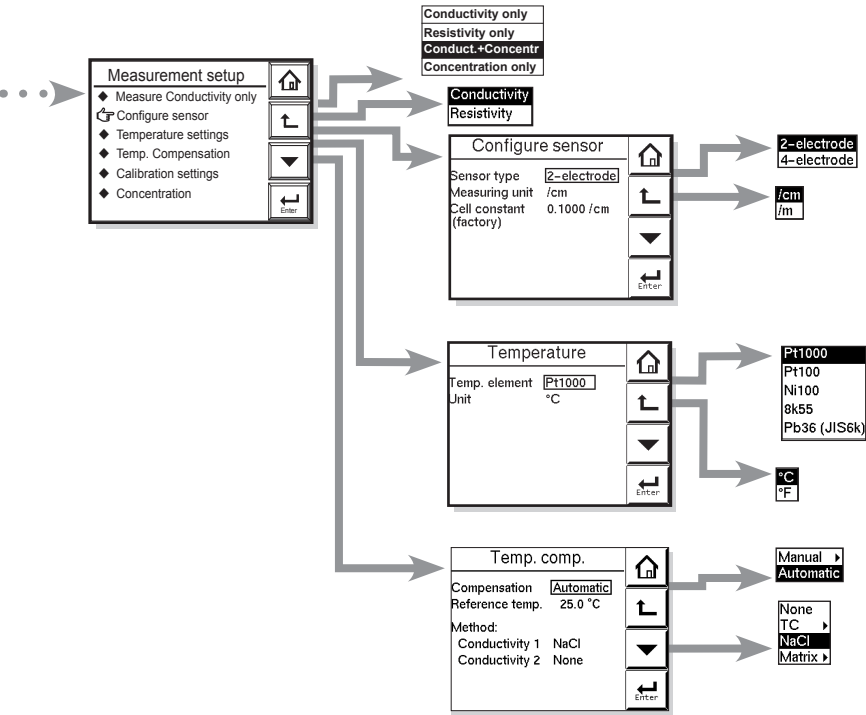 Conductivity only
Resistivity only
Conduct.+Concentr
Concentration only
Measurement setup
Measure Conductivity only
Configure sensor
Temperature settings
Temp. Compensation
Calibration settings
Concentration
Enter
Conductivity
Resistivity
Configure sensor
Sensor type 2-electrode
Measuring unit /cm
Cell constant 0.1000 /cm
(factory)
Enter
2-electrode
4-electrode
/cm
/m
Temperature
Temp. element Pt1000
Unit °C
Enter
Pt1000
Pt100
Ni100
8k55
Pb36 (JIS6k)
°C
°F
Temp. comp.
Compensation Automatic
Reference temp. 25.0 °C
Method:
Conductivity 1 NaCl
Conductivity 2 None
Enter
Manual
Automatic
None
TC
NaCl
Matrix